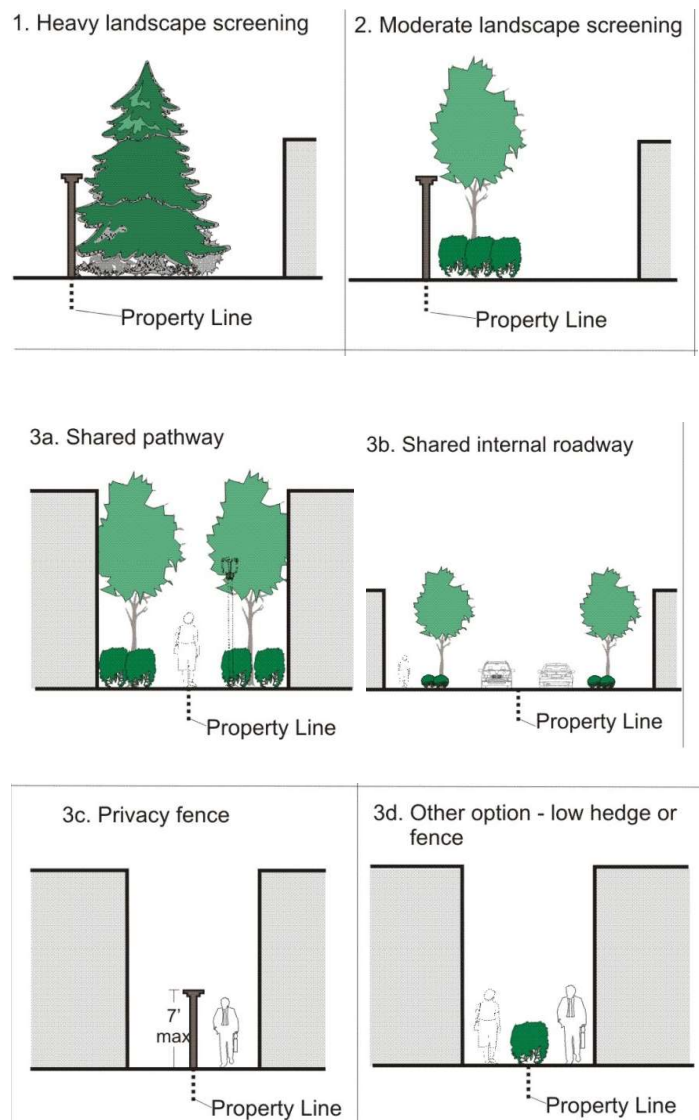 1. Heavy landscape screening
2. Moderate landscape screening
Property Line
Property Line
3a. Shared pathway
3b. Shared internal roadway
Property Line
Property Line
3c. Privacy fence
3d. Other option - low hedge or
fence
7'
max
Property Line
Property Line